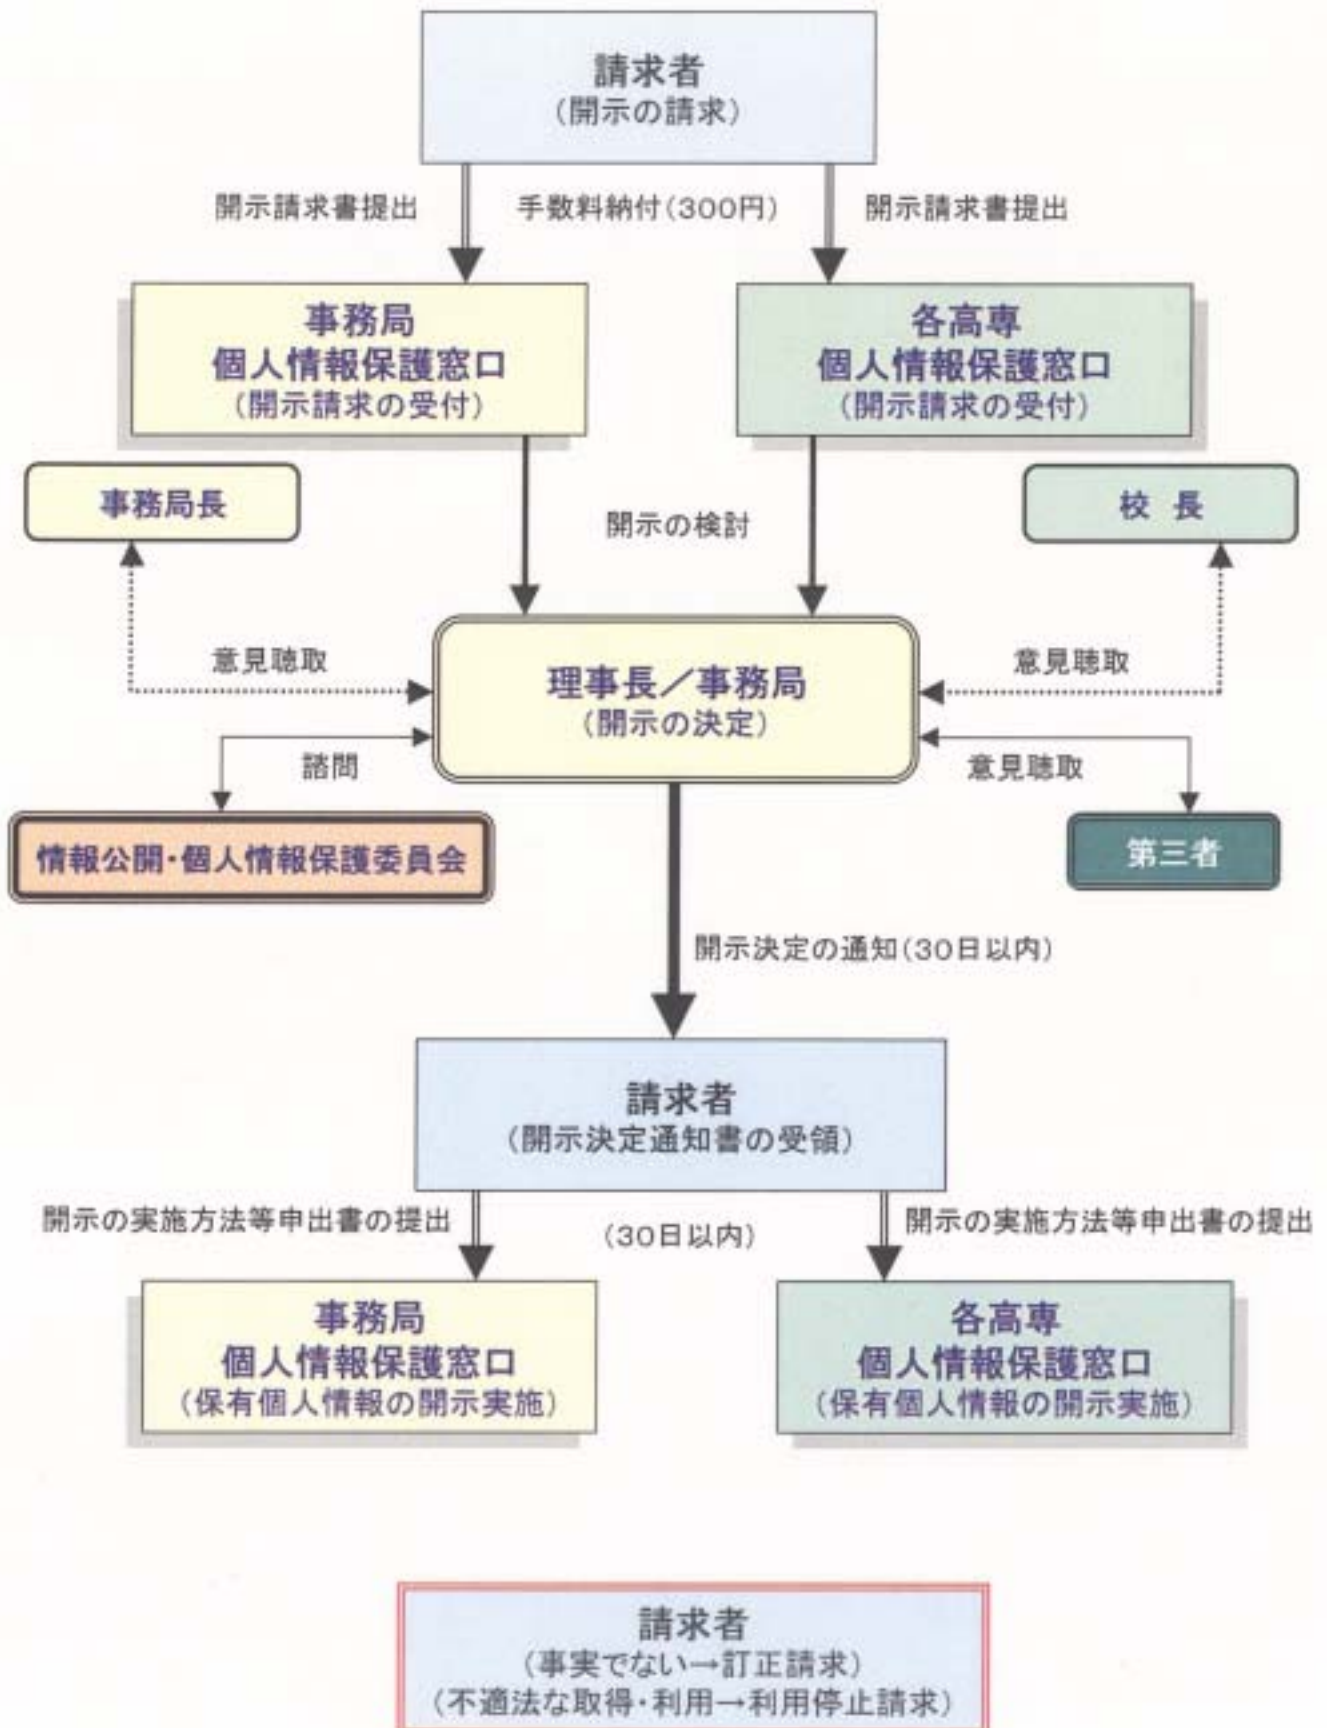 請求者
(開示の請求)
開示請求書提出
手数料納付(300円)
開示請求書提出
事務局
個人情報保護窓口
(開示請求の受付)
各高専
個人情報保護窓口
(開示請求の受付)
事務局長
開示の検討
校 長
意見聴取
理事長／事務局
(開示の決定)
意見聴取
諮問
意見聴取
情報公開・個人情報保護委員会
第三者
開示決定の通知(30日以内)
請求者
(開示決定通知書の受領)
開示の実施方法等申出書の提出
(30日以内)
開示の実施方法等申出書の提出
事務局
個人情報保護窓口
(保有個人情報の開示実施)
各高専
個人情報保護窓口
(保有個人情報の開示実施)
請求者
(事実でない→訂正請求)
(不適法な取得・利用→利用停止請求)